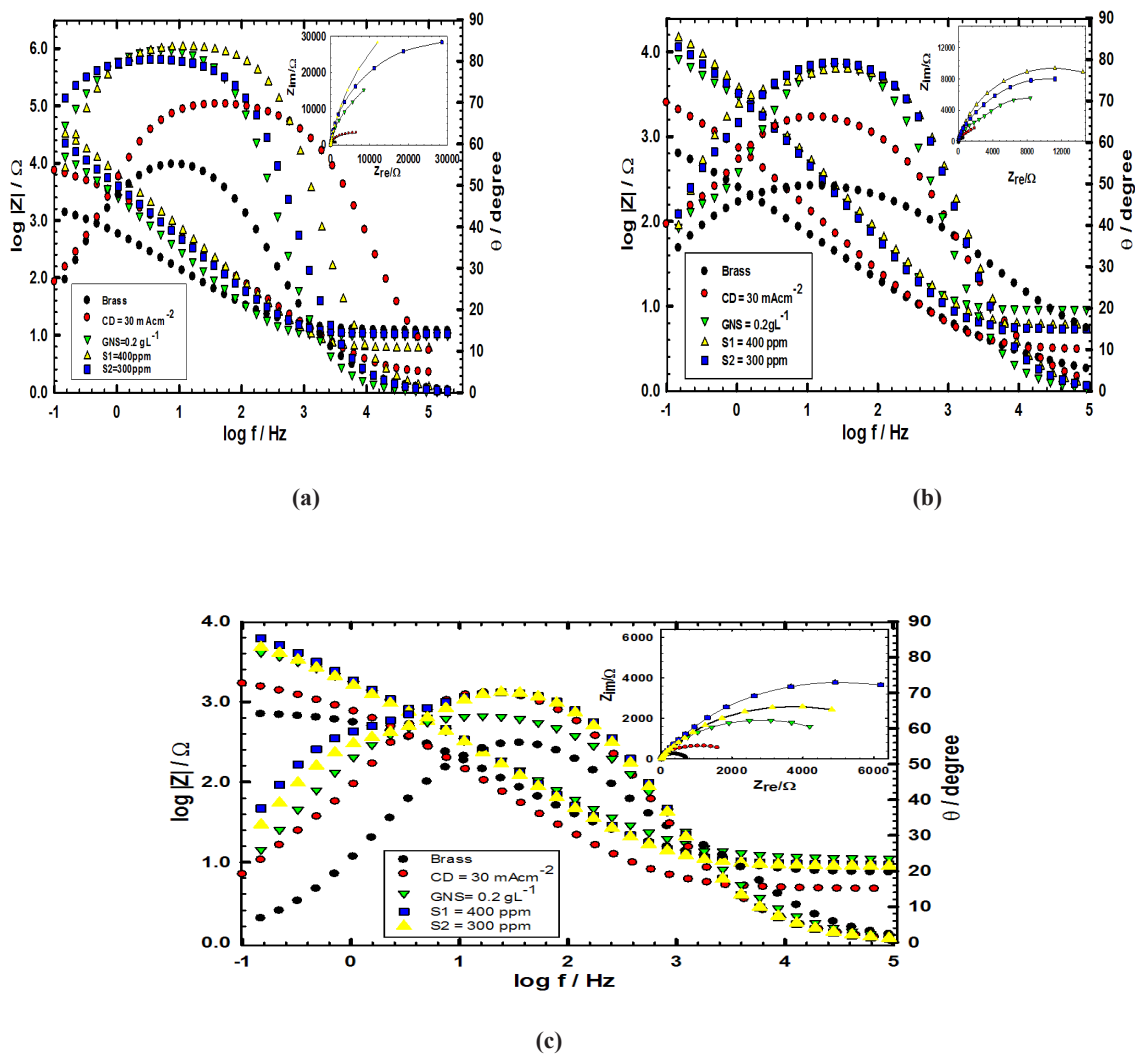 log |Z| / Ω
6.0
5.0
4.0
3.0
2.0
1.0
0.0
-1 0 1 2 3 4 5
log f / Hz
90
80
70
60
50
40
30
20
10
0
θ / degree
Brass
CD = 30 mAcm-2
GNS=0.2 gL-1
S1=400ppm
S2=300ppm
Zim/Ω
30000
20000
10000
0
0 10000 20000 30000
Zre/Ω
(a)
log |Z| / Ω
4.0
3.0
2.0
1.0
0.0
-1 0 1 2 3 4 5
log f / Hz
90
80
70
60
50
40
30
20
10
0
θ / degree
Brass
CD = 30 mAcm-2
GNS = 0.2gL-1
S1 = 400 ppm
S2 = 300 ppm
Zim/Ω
12000
8000
4000
0
0 4000 8000 12000
Zre/Ω
(b)
log |Z| / Ω
4.0
3.0
2.0
1.0
0.0
-1 0 1 2 3 4 5
log f / Hz
90
80
70
60
50
40
30
20
10
0
θ / degree
Brass
CD = 30 mAcm-2
GNS= 0.2 gL-1
S1 = 400 ppm
S2 = 300 ppm
Zim/Ω
6000
4000
2000
0
0 2000 4000 6000
Zre/Ω
(c)